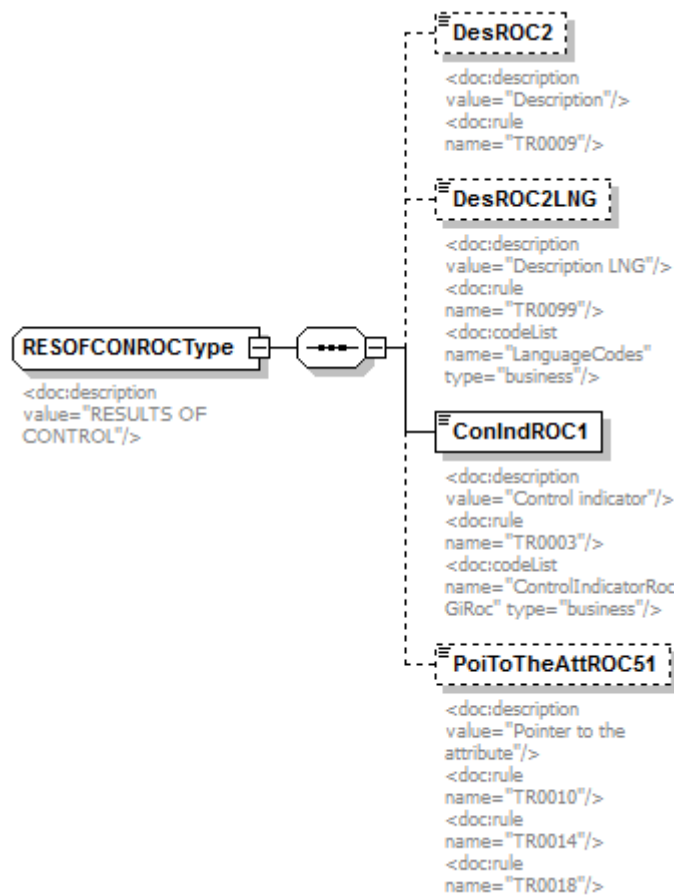 DesROC2
<doc:description
value="Description"/>
<doc:rule
name="TR0009"/>
DesROC2LNG
<doc:description
value="Description LNG"/>
<doc:rule
name="TR0099"/>
<doc:codeList
name="LanguageCodes"
type="business"/>
RESOFCONROCType
<doc:description
value="RESULTS OF
CONTROL"/>
ConIndROC1
<doc:description
value="Control indicator"/>
<doc:rule
name="TR0003"/>
<doc:codeList
name="ControlIndicatorRoc
GiRoc" type="business"/>
PoiToTheAttROC51
<doc:description
value="Pointer to the
attribute"/>
<doc:rule
name="TR0010"/>
<doc:rule
name="TR0014"/>
<doc:rule
name="TR0018"/>